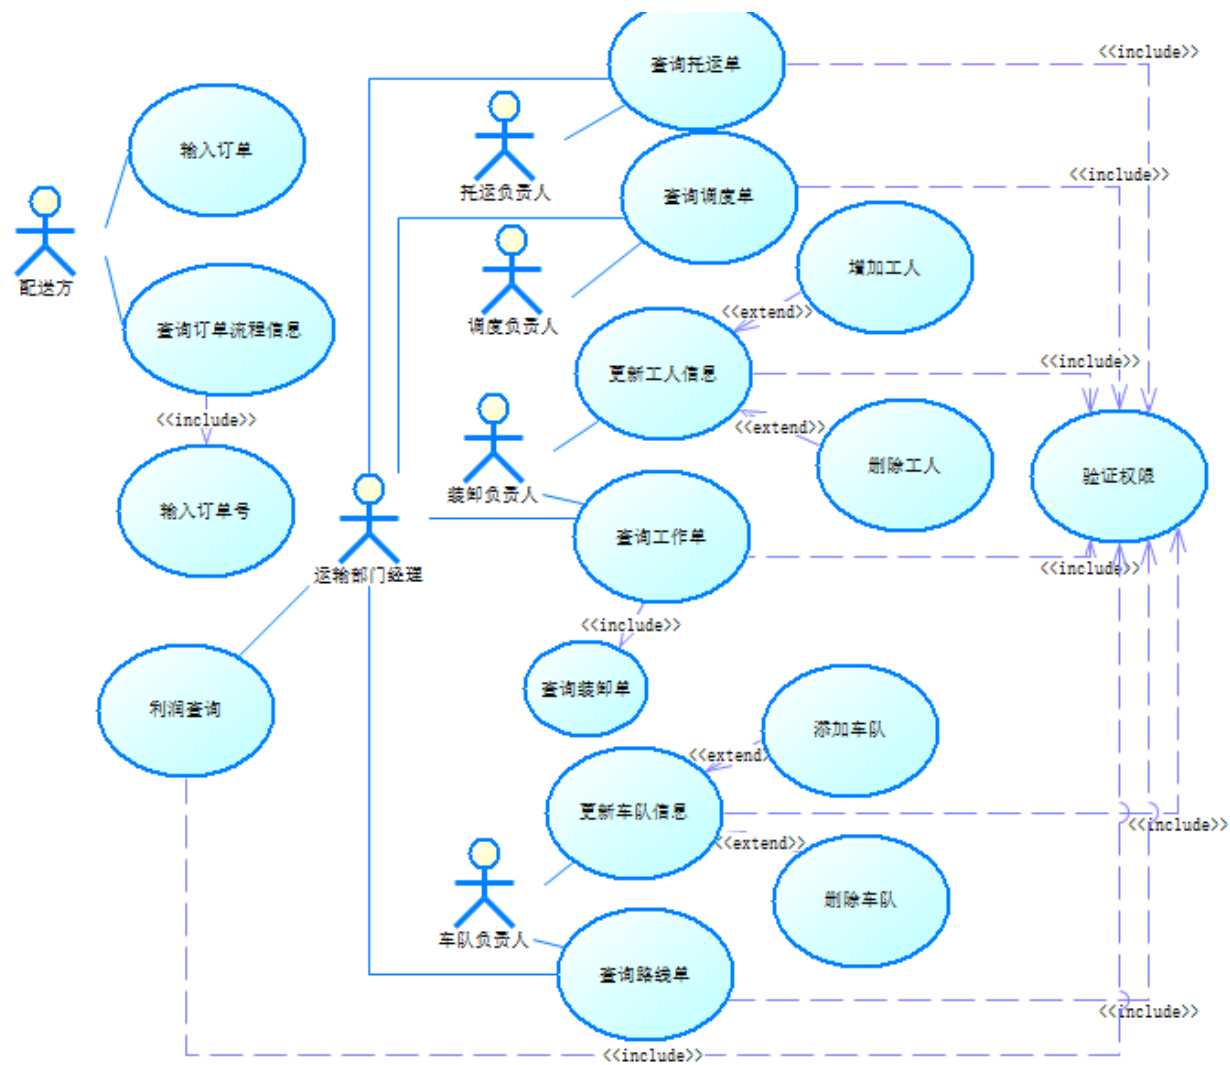 查询托运单
<<include>>
输入订单
托运负责人
<<include>>
查询调度单
配送方
增加工人
<<extend>>
调度负责人
查询订单流程信息
<<include>>
更新工人信息
<<include>>
<<extend>>
删除工人
验证权限
装卸负责人
输入订单号
查询工作单
运输部门经理
<<include>>
<<include>>
查询装卸单
利润查询
添加车队
<<extend>>
更新车队信息
<<include>>
<<extend>>
删除车队
车队负责人
查询路线单
<<include>>
<<include>>